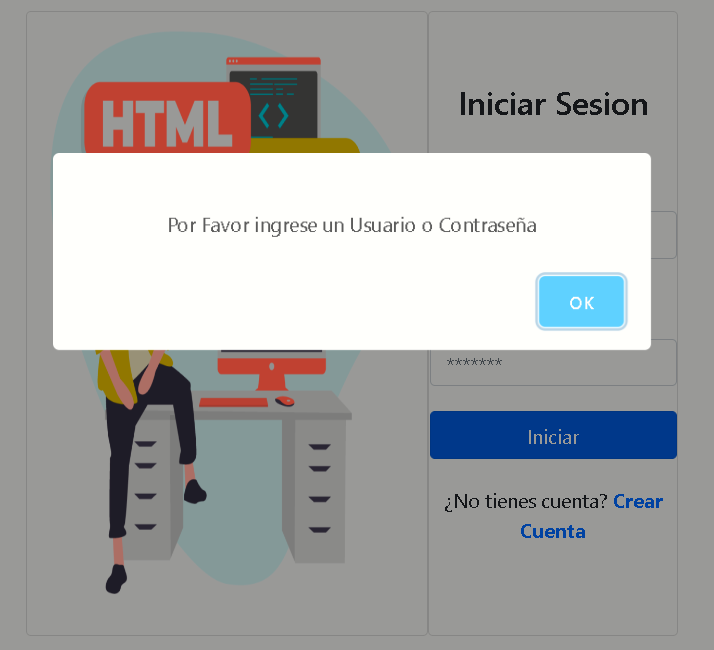 HTML
Iniciar Sesion
Por Favor ingrese un Usuario o Contraseña
OK
*******
Iniciar
¿No tienes cuenta? Crear
Cuenta